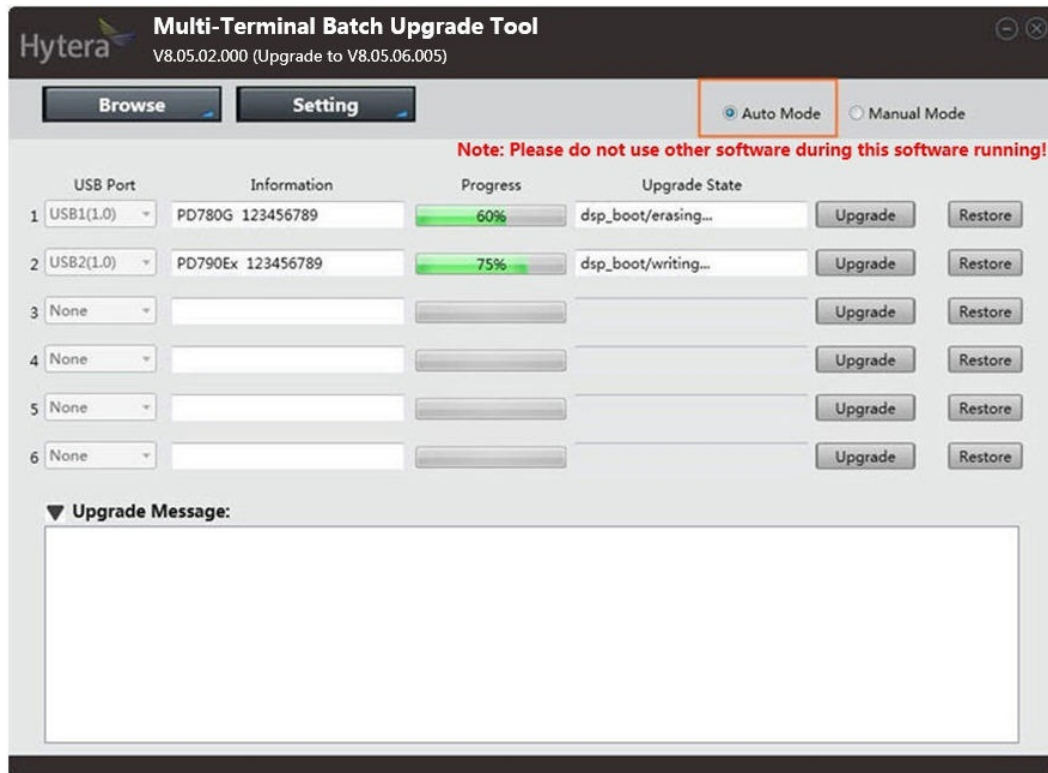 Hytera
Multi-Terminal Batch Upgrade Tool
V8.05.02.000 (Upgrade to V8.05.06.005)
Browse Setting Auto Mode Manual Mode
Note: Please do not use other software during this software running!
USB Port Information Progress Upgrade State
1 USB1(1.0) PD780G 123456789 60% dsp_boot/erasing... Upgrade Restore
2 USB2(1.0) PD790Ex 123456789 75% dsp_boot/writing... Upgrade Restore
3 None Upgrade Restore
4 None Upgrade Restore
5 None Upgrade Restore
6 None Upgrade Restore
Upgrade Message: